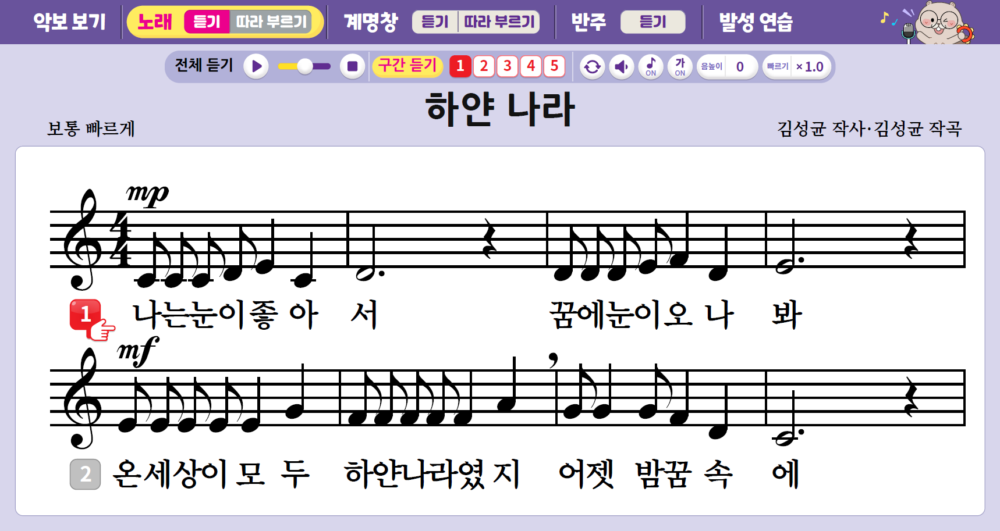 악보 보기 노래 듣기 따라 부르기 계명창 듣기 따라 부르기 반주 듣기 발성 연습
전체 듣기 구간 듣기 1 2 3 4 5 ON 가 ON 음높이 0 빠르기 ×1.0
하얀 나라
보통 빠르게 김성균 작사·김성균 작곡
mp
4
4
1 나는눈이좋 아 서 꿈에눈이오 나 봐
mf
2 온세상이 모 두 하얀나라였 지 어젯 밤꿈 속 에